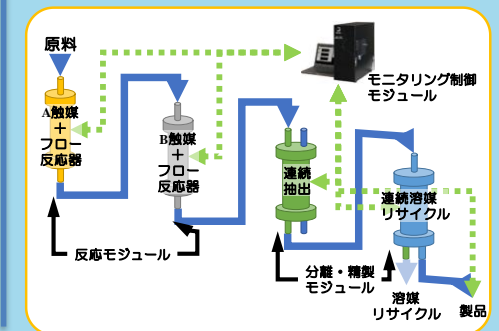 原料
モニタリング制御
モジュール
A触媒
＋
フロー
反応器
B触媒
＋
フロー
反応器
連続
抽出
連続溶媒
リサイクル
反応モジュール
分離・精製
モジュール
溶媒
リサイクル
製品